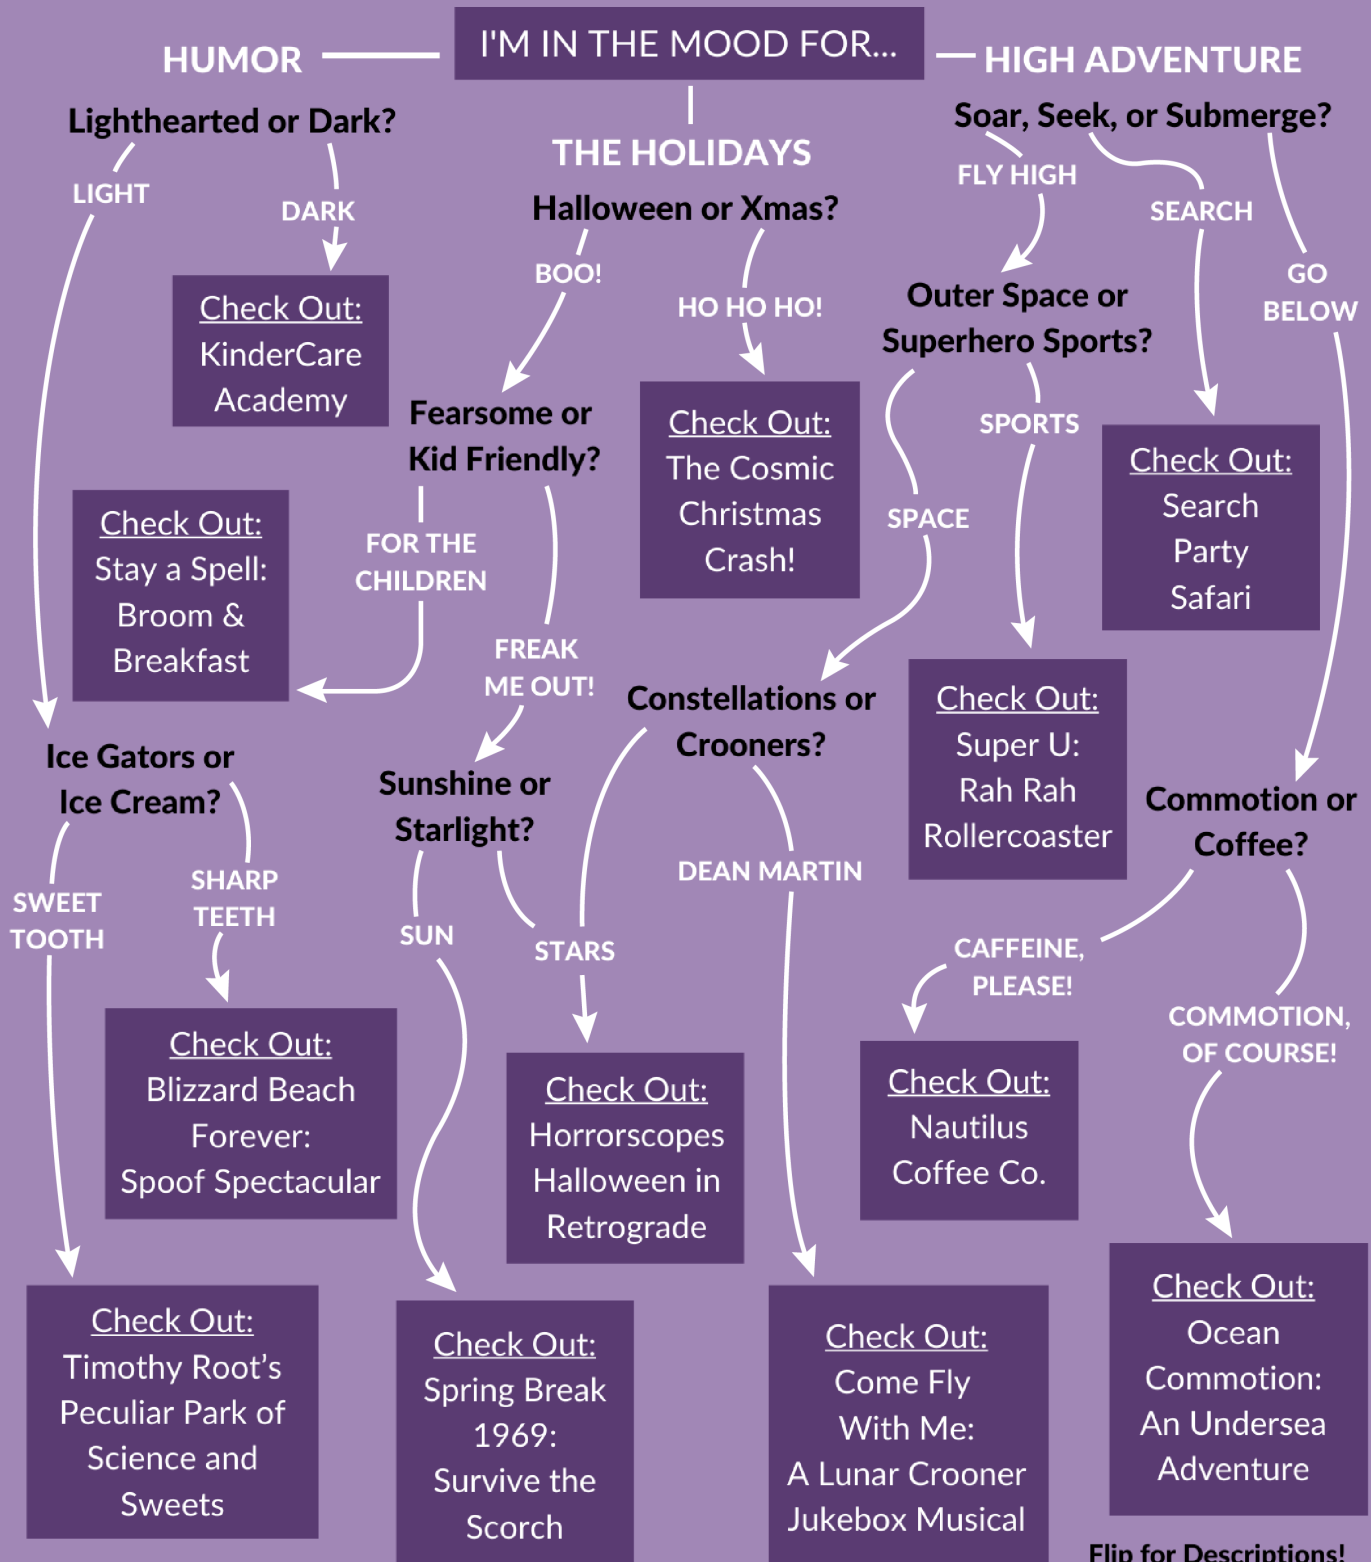 I'M IN THE MOOD FOR...
HUMOR
Lighthearted or Dark?
LIGHT
DARK
Check Out:
KinderCare
Academy
Ice Gators or
Ice Cream?
SWEET
TOOTH
SHARP
TEETH
Check Out:
Blizzard Beach
Forever:
Spoof Spectacular
Check Out:
Timothy Root’s
Peculiar Park of
Science and
Sweets
THE HOLIDAYS
Halloween or Xmas?
BOO!
HO HO HO!
Check Out:
The Cosmic
Christmas
Crash!
Fearsome or
Kid Friendly?
FOR THE
CHILDREN
Check Out:
Stay a Spell:
Broom &
Breakfast
FREAK
ME OUT!
Sunshine or
Starlight?
SUN
STARS
Check Out:
Spring Break
1969:
Survive the
Scorch
Check Out:
Horrorscopes
Halloween in
Retrograde
HIGH ADVENTURE
Soar, Seek, or Submerge?
FLY HIGH
SEARCH
GO
BELOW
Outer Space or
Superhero Sports?
SPACE
SPORTS
Check Out:
Search
Party
Safari
Check Out:
Super U:
Rah Rah
Rollercoaster
Constellations or
Crooners?
DEAN MARTIN
Check Out:
Come Fly
With Me:
A Lunar Crooner
Jukebox Musical
Commotion or
Coffee?
CAFFEINE,
PLEASE!
COMMOTION,
OF COURSE!
Check Out:
Nautilus
Coffee Co.
Check Out:
Ocean
Commotion:
An Undersea
Adventure
Flip for Descriptions!